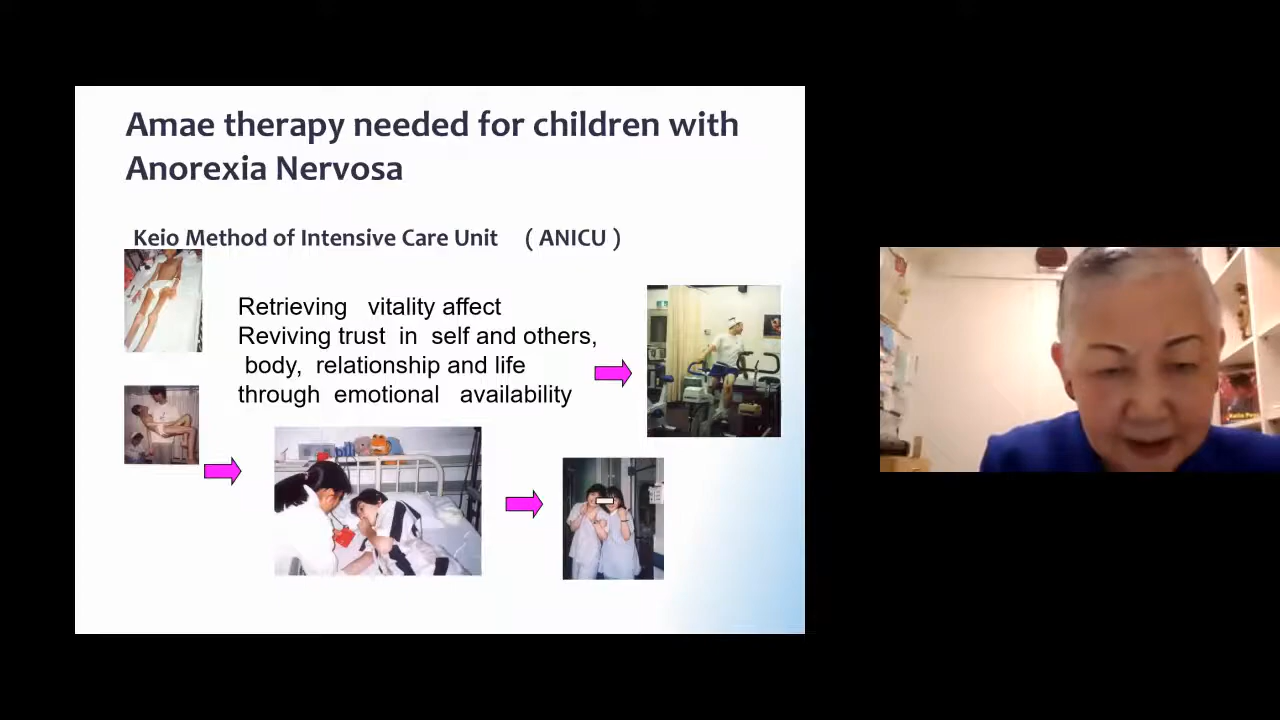 Amae therapy needed for children with
Anorexia Nervosa
Keio Method of Intensive Care Unit ( ANICU )
Retrieving vitality affect
Reviving trust in self and others,
body, relationship and life
through emotional availability